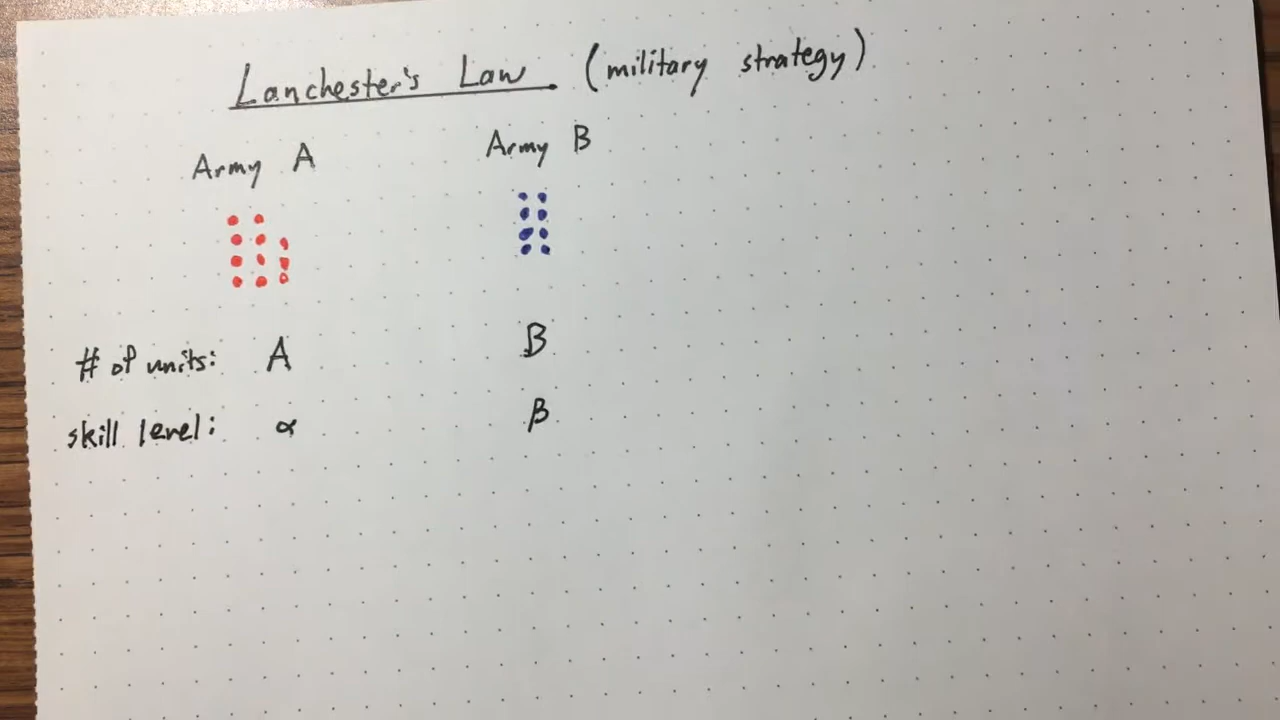 Lanchester's Law (military strategy)
Army A Army B
# of units: A B
skill level: α β